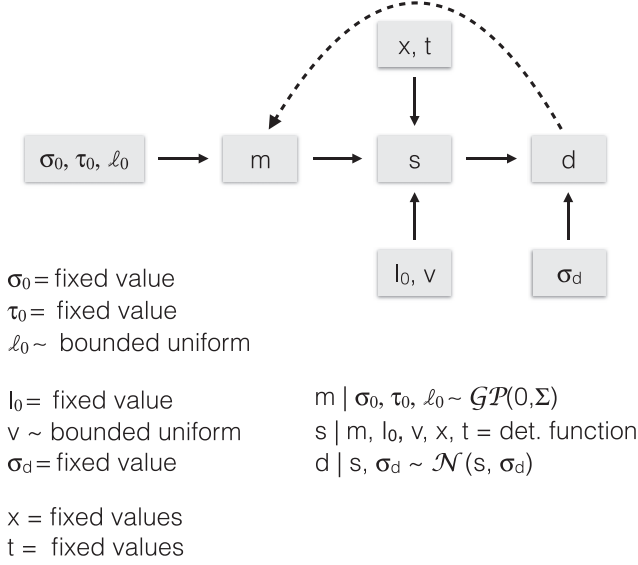 x, t
σ₀, τ₀, ℓ₀
m
s
d
l₀, v
σd
σ₀ = fixed value
τ₀ = fixed value
ℓ₀ ~ bounded uniform
l₀ = fixed value
v ~ bounded uniform
σd = fixed value
m | σ₀, τ₀, ℓ₀ ~ 𝒢𝒫(0,Σ)
s | m, l₀, v, x, t = det. function
d | s, σd ~ 𝒩(s, σd)
x = fixed values
t = fixed values